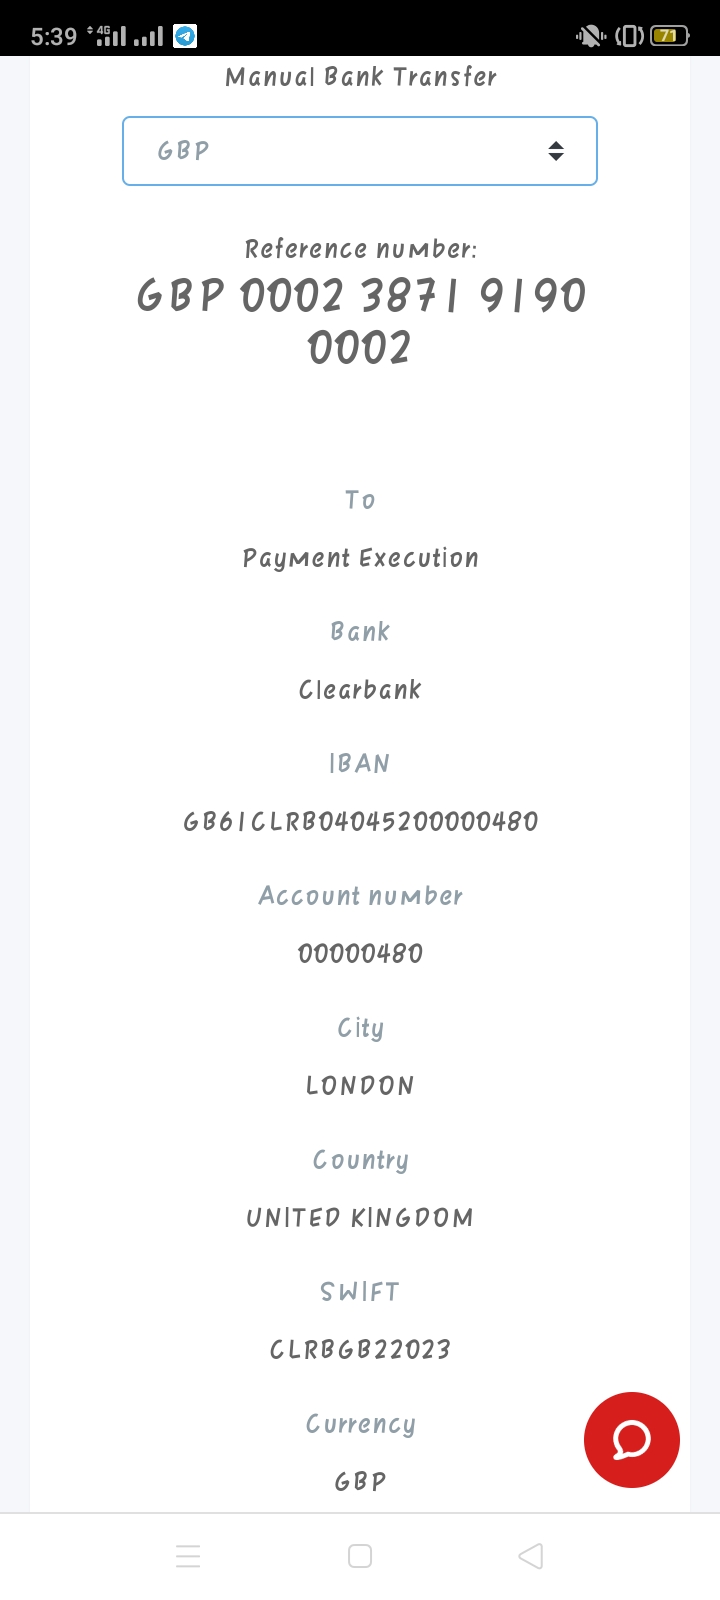 5:39 4G 71
Manual Bank Transfer
GBP
Reference number:
GBP 0002 3871 9190
0002
To
Payment Execution
Bank
Clearbank
IBAN
GB61CLRB04045200000480
Account number
00000480
City
LONDON
Country
UNITED KINGDOM
SWIFT
CLRBGB22023
Currency
GBP